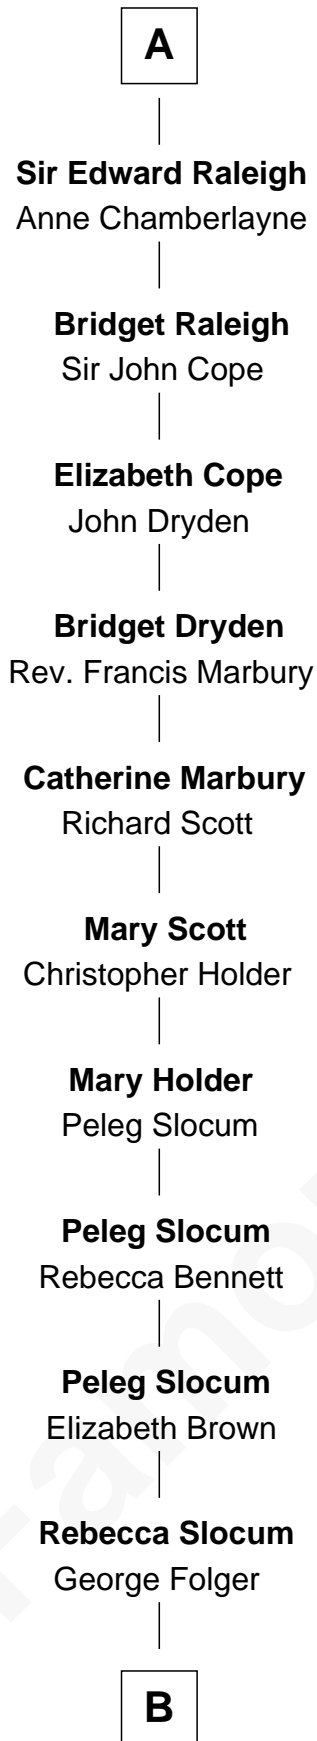 A
Sir Edward Raleigh
Anne Chamberlayne
Bridget Raleigh
Sir John Cope
Elizabeth Cope
John Dryden
Bridget Dryden
Rev. Francis Marbury
Catherine Marbury
Richard Scott
Mary Scott
Christopher Holder
Mary Holder
Peleg Slocum
Peleg Slocum
Rebecca Bennett
Peleg Slocum
Elizabeth Brown
Rebecca Slocum
George Folger
B